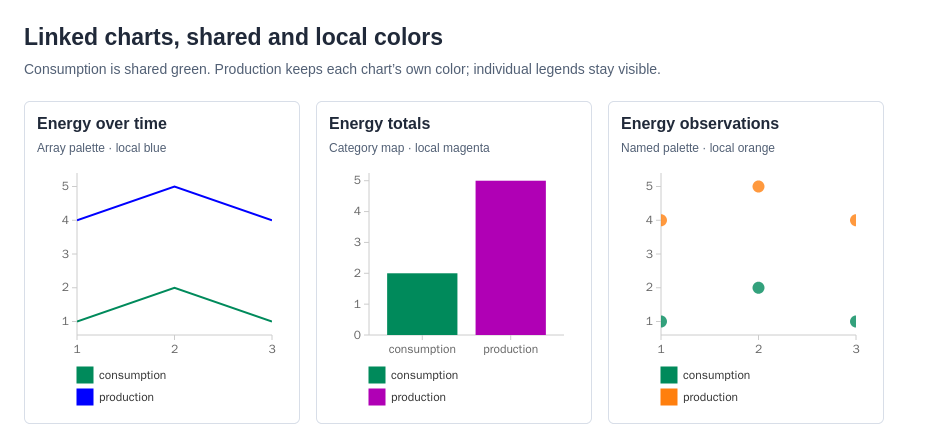 Linked charts, shared and local colors
Consumption is shared green. Production keeps each chart's own color; individual legends stay visible.
Energy over time
Array palette · local blue
5
4
3
2
1
1 2 3
consumption
production
Energy totals
Category map · local magenta
5
4
3
2
1
0
consumption production
consumption
production
Energy observations
Named palette · local orange
5
4
3
2
1
1 2 3
consumption
production